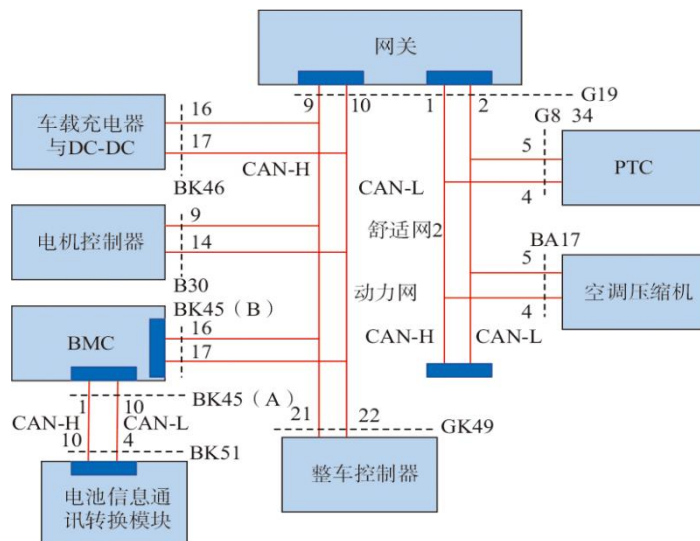 网关
9
10
1
2
G19
车载充电器
与DC-DC
16
17
BK46
CAN-H
CAN-L
G8 34
5
4
PTC
电机控制器
9
14
B30
舒适网2
BA17
5
4
空调压缩机
动力网
BK45（B）
16
17
BMC
CAN-H
CAN-L
1
10
BK45（A）
CAN-H
CAN-L
10
4
BK51
21
22
GK49
整车控制器
电池信息通
讯转换模块